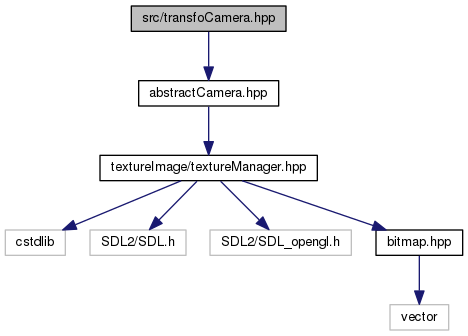 src/transfoCamera.hpp
abstractCamera.hpp
textureImage/textureManager.hpp
cstdlib
SDL2/SDL.h
SDL2/SDL_opengl.h
bitmap.hpp
vector